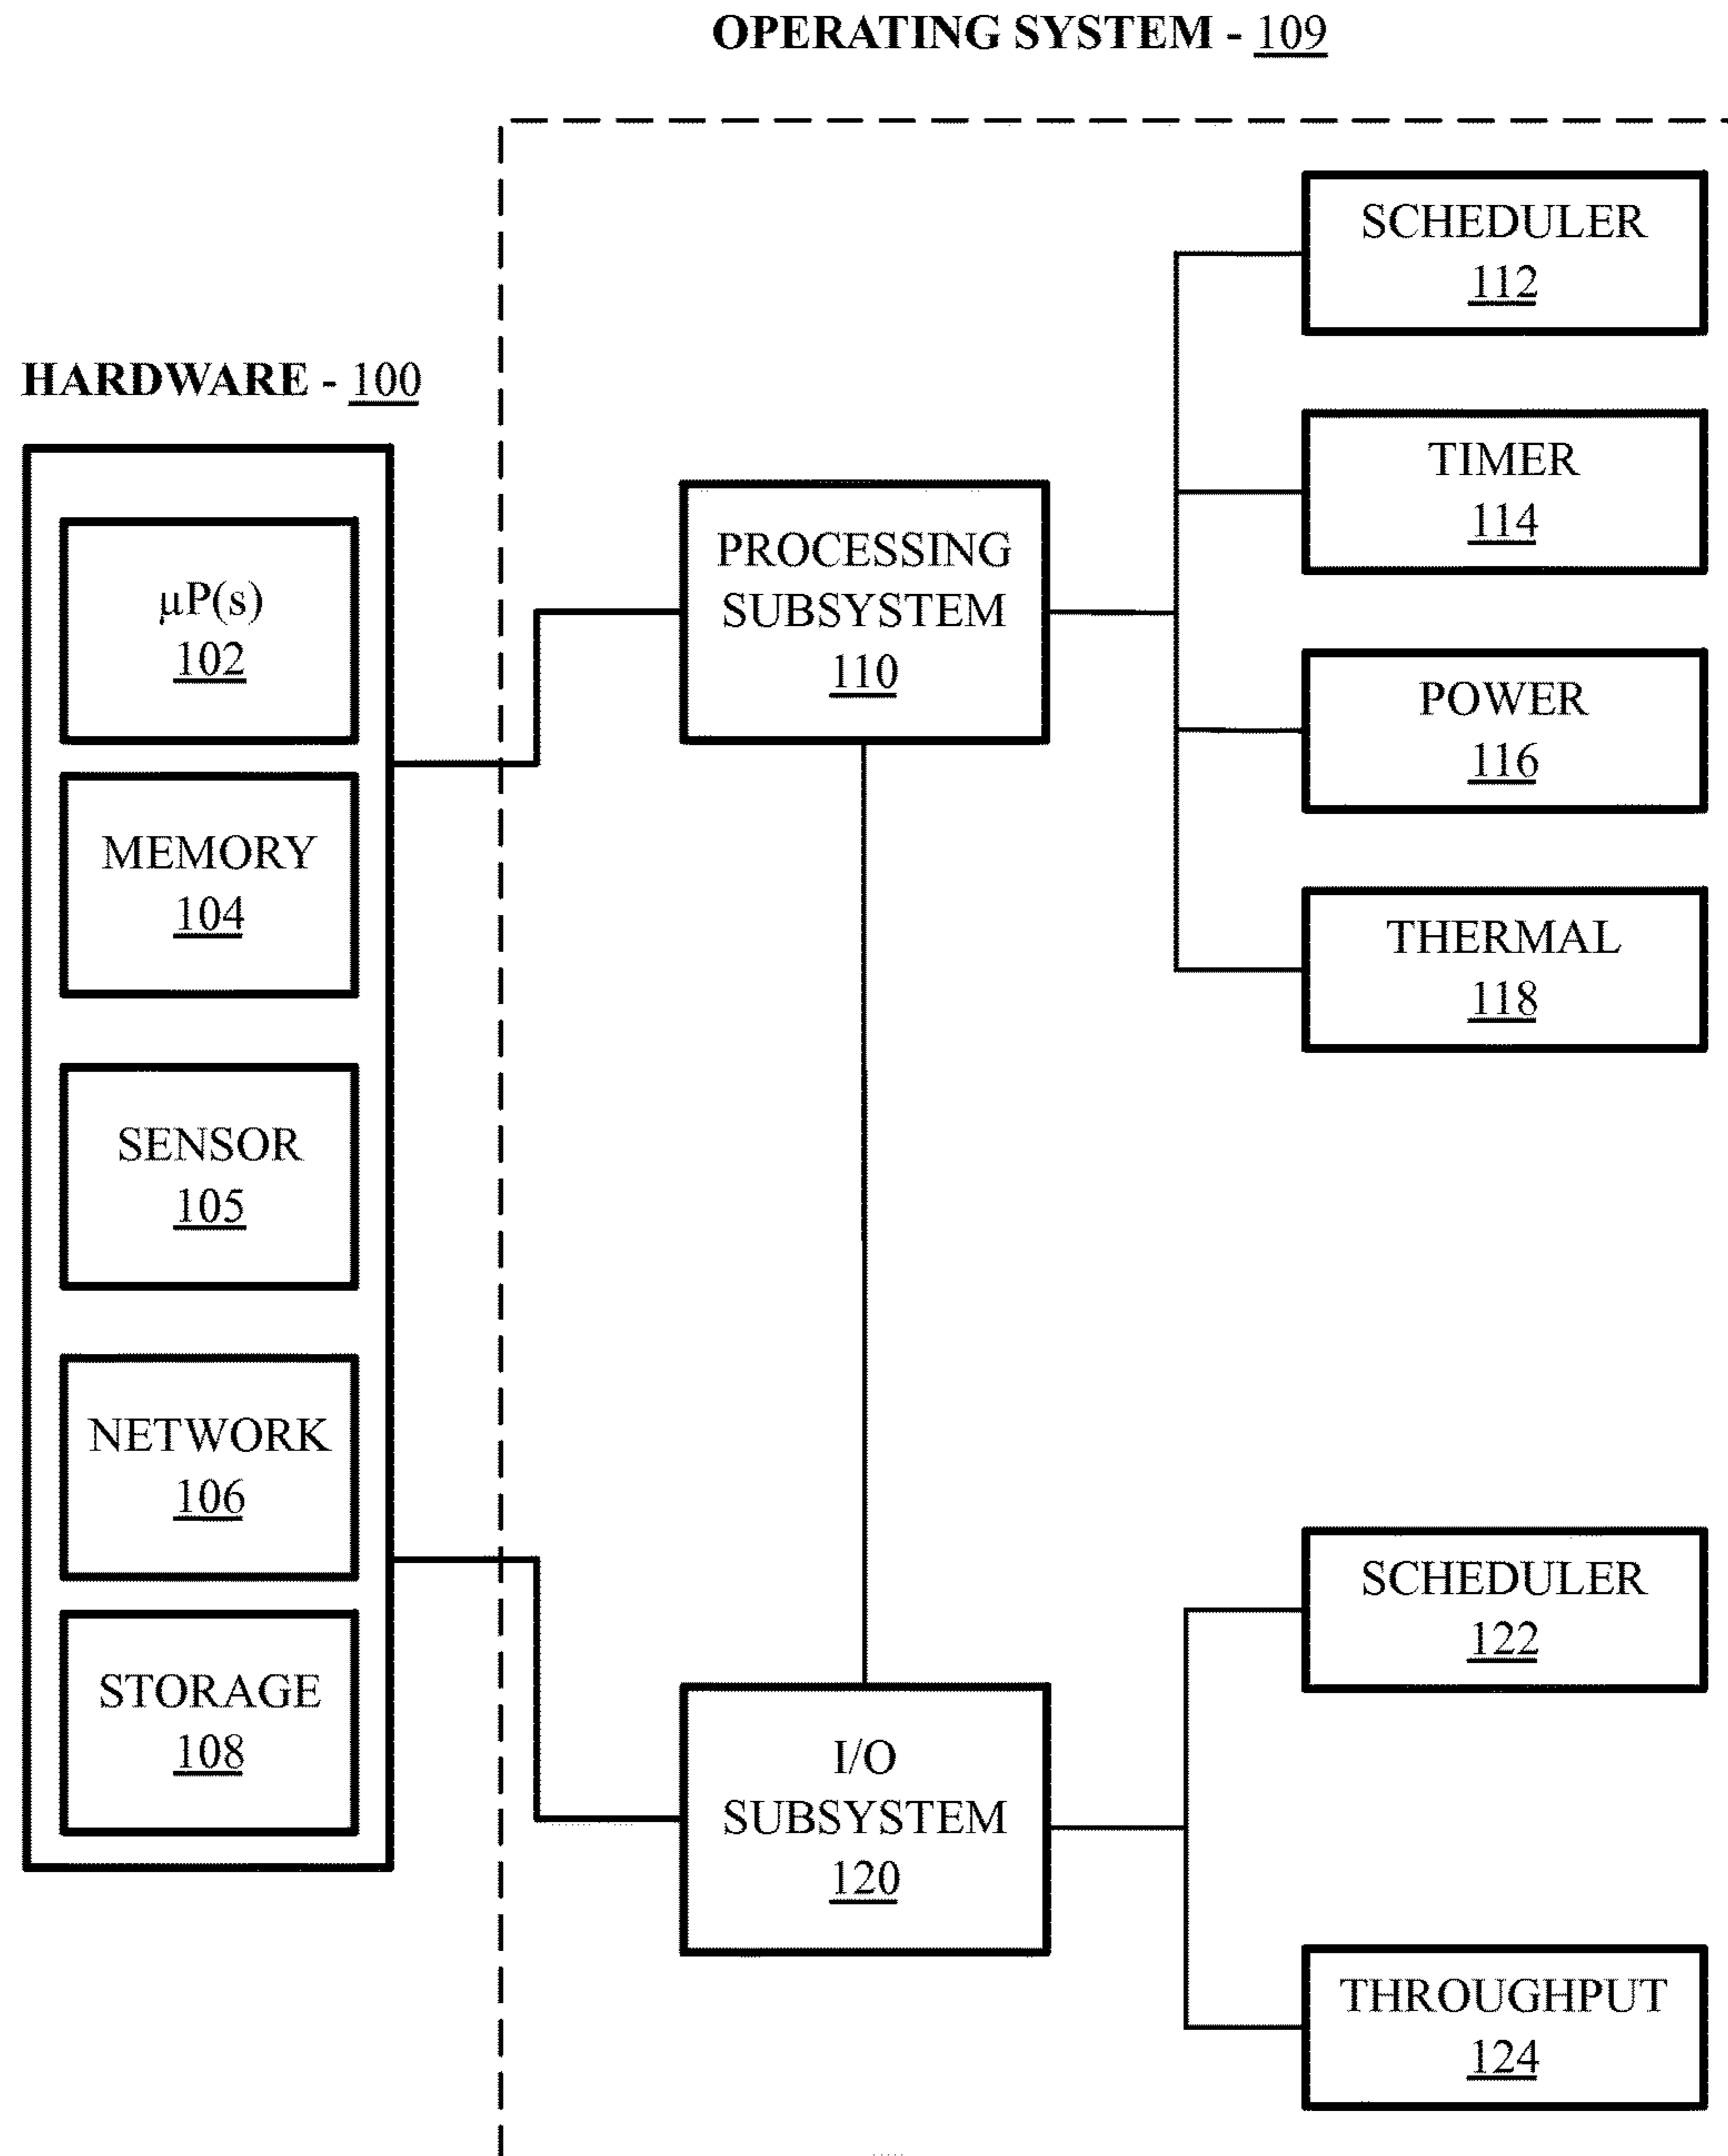 OPERATING SYSTEM - 109
HARDWARE - 100
µP(s)
102
MEMORY
104
SENSOR
105
NETWORK
106
STORAGE
108
PROCESSING
SUBSYSTEM
110
I/O
SUBSYSTEM
120
SCHEDULER
112
TIMER
114
POWER
116
THERMAL
118
SCHEDULER
122
THROUGHPUT
124